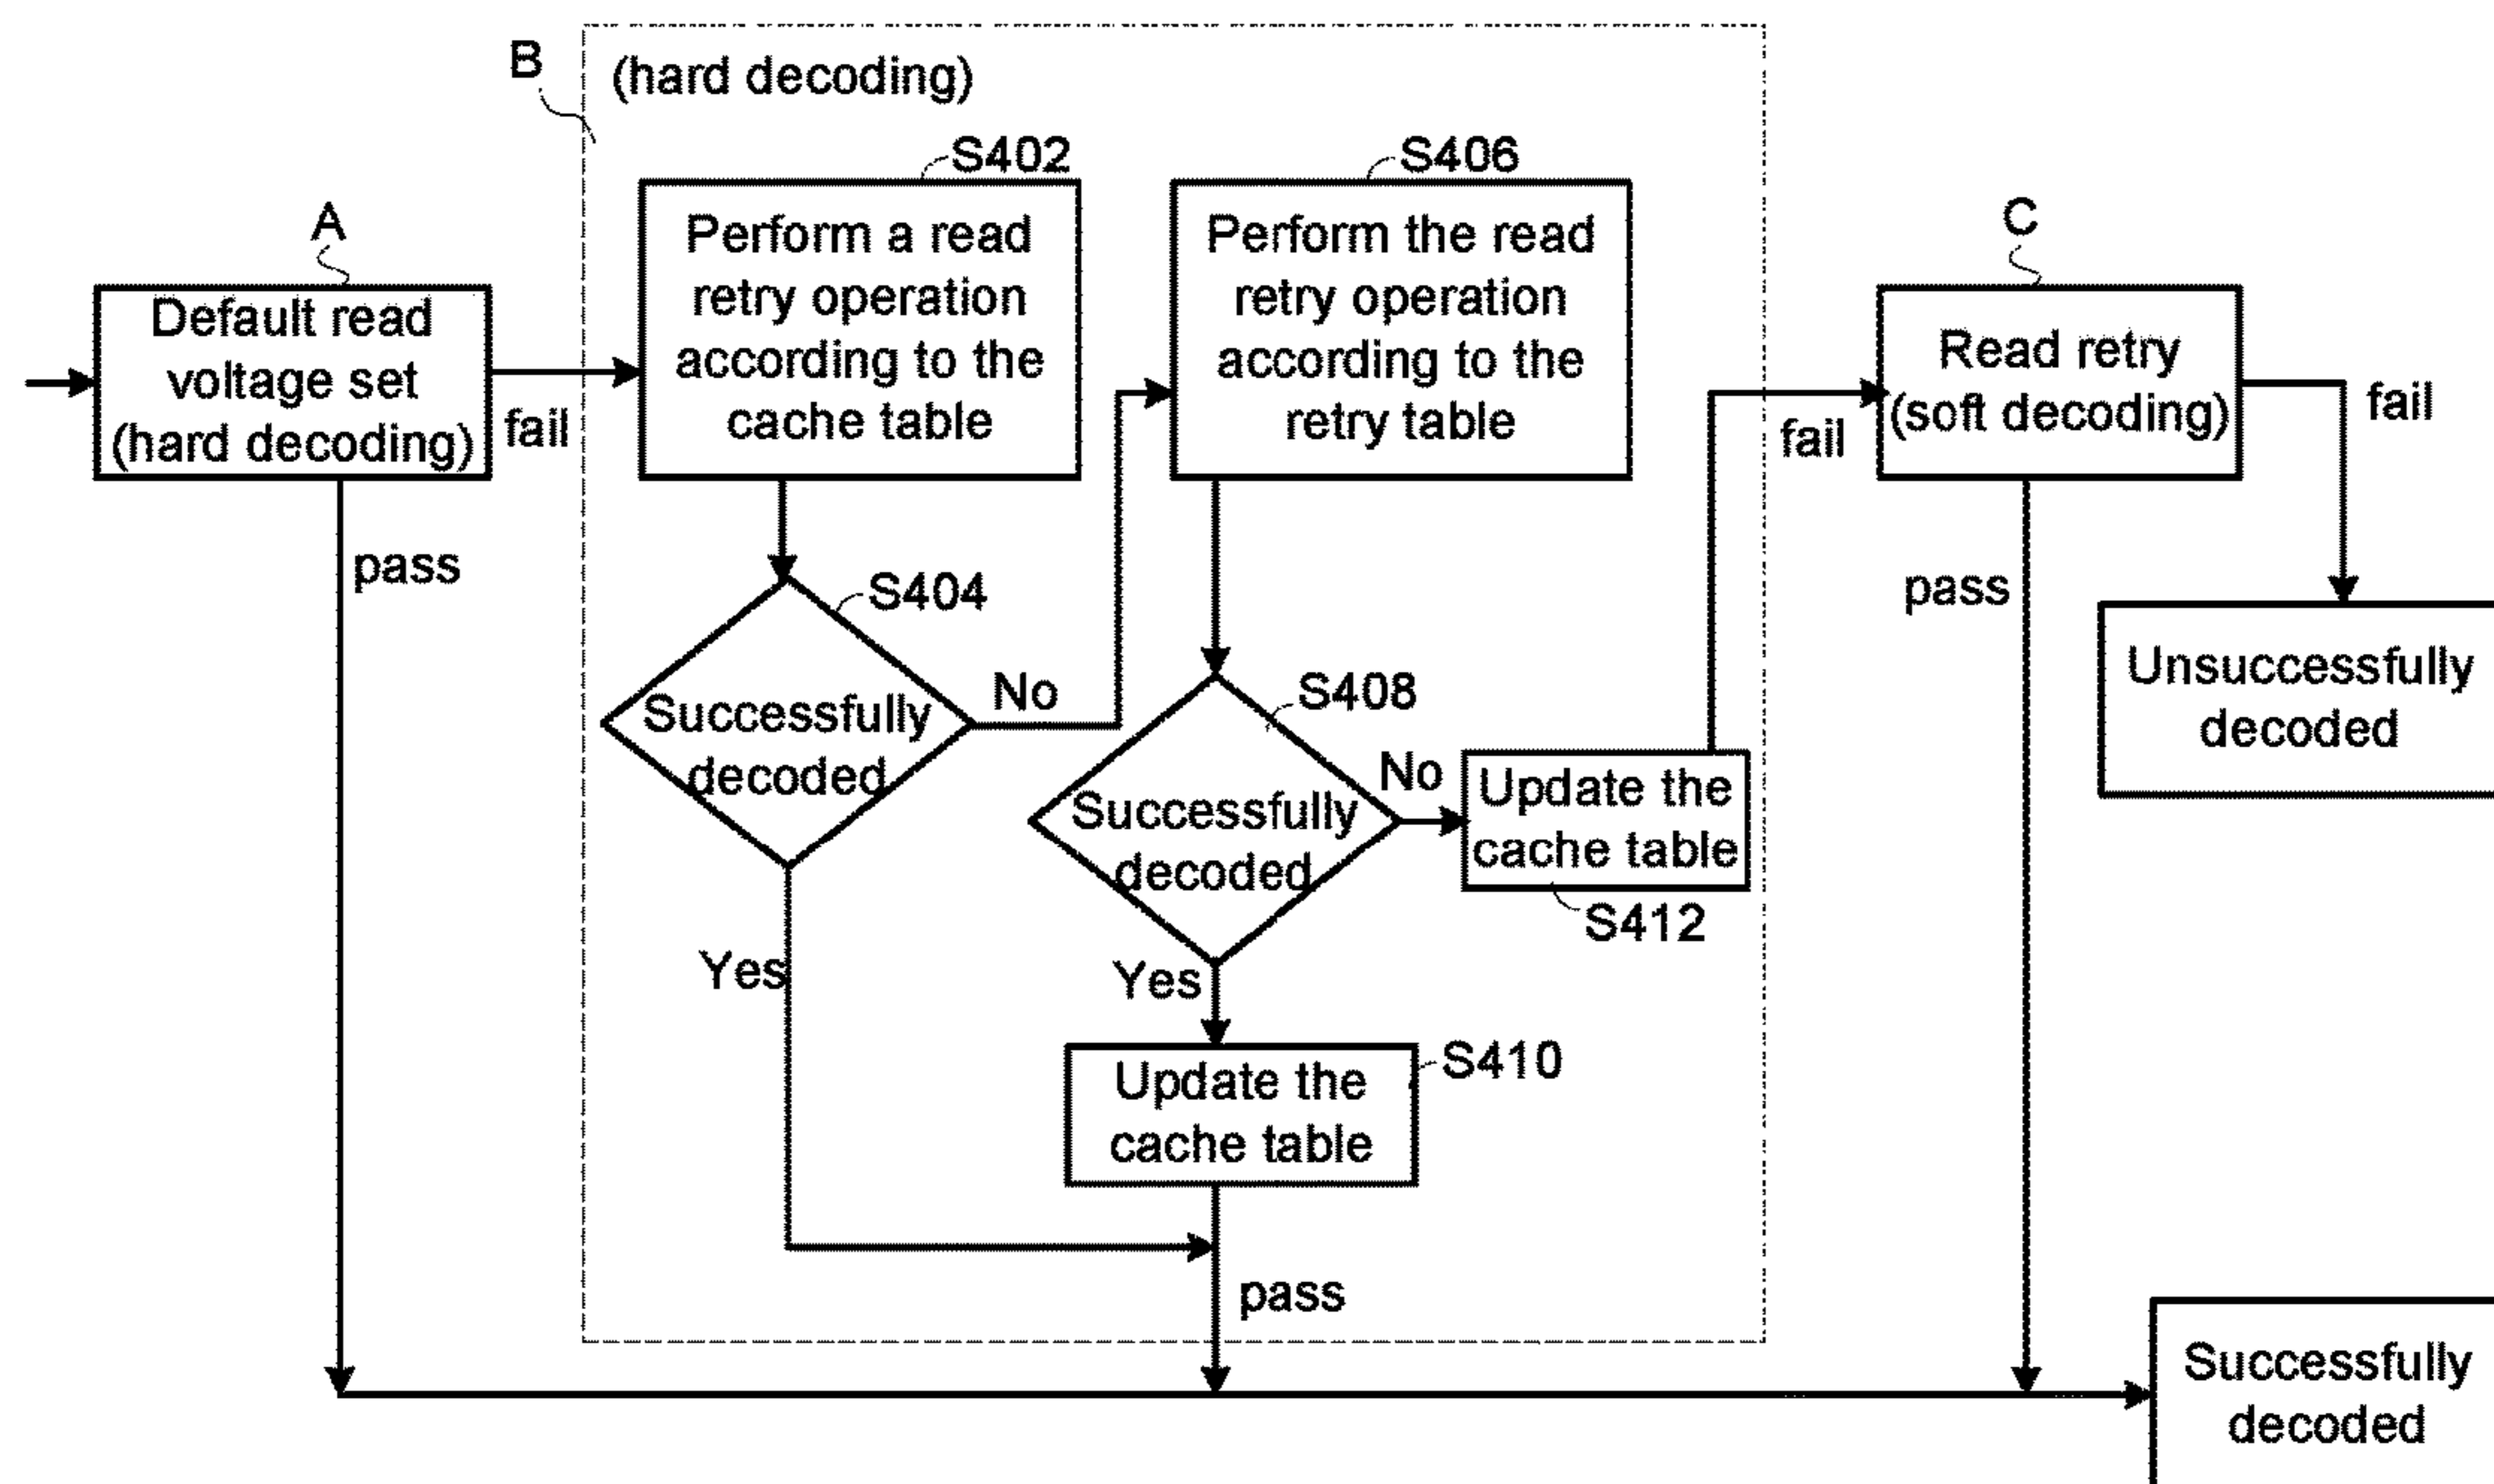 B
(hard decoding)
S402
S406
A
C
Default read
voltage set
(hard decoding)
fail
Perform a read
retry operation
according to the
cache table
Perform the read
retry operation
according to the
retry table
fail
Read retry
(soft decoding)
fail
pass
S404
Successfully
decoded
No
S408
Successfully
decoded
No
Update the
cache table
S412
pass
Unsuccessfully
decoded
Yes
Yes
Update the
cache table
S410
pass
Successfully
decoded